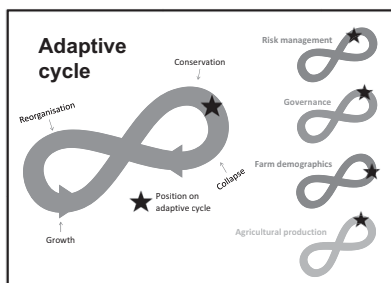 Adaptive
cycle
Conservation
Reorganisation
Collapse
Position on
adaptive cycle
Growth
Risk management
Governance
Farm demographics
Agricultural production